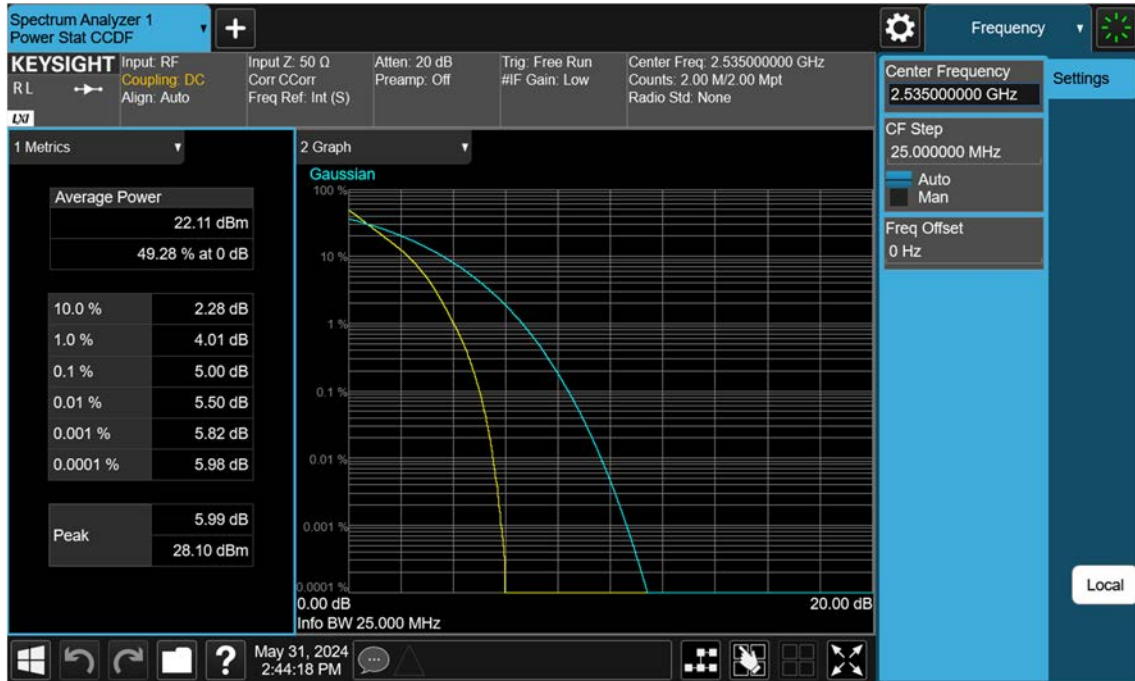 Spectrum Analyzer 1
Power Stat CCDF
Frequency
KEYSIGHT
R L
LXI
Input: RF
Coupling: DC
Align: Auto
Input Z: 50 Ω
Corr CCorr
Freq Ref: Int (S)
Atten: 20 dB
Preamp: Off
Trig: Free Run
#IF Gain: Low
Center Freq: 2.535000000 GHz
Counts: 2.00 M/2.00 Mpt
Radio Std: None
Center Frequency
2.535000000 GHz
Settings
CF Step
25.000000 MHz
Auto
Man
Freq Offset
0 Hz
1 Metrics
Average Power
22.11 dBm
49.28 % at 0 dB
10.0 % 2.28 dB
1.0 % 4.01 dB
0.1 % 5.00 dB
0.01 % 5.50 dB
0.001 % 5.82 dB
0.0001 % 5.98 dB
Peak
5.99 dB
28.10 dBm
2 Graph
Gaussian
100 %
10 %
1 %
0.1 %
0.01 %
0.001 %
0.0001 %
0.00 dB 20.00 dB
Info BW 25.000 MHz
Local
?
May 31, 2024
2:44:18 PM